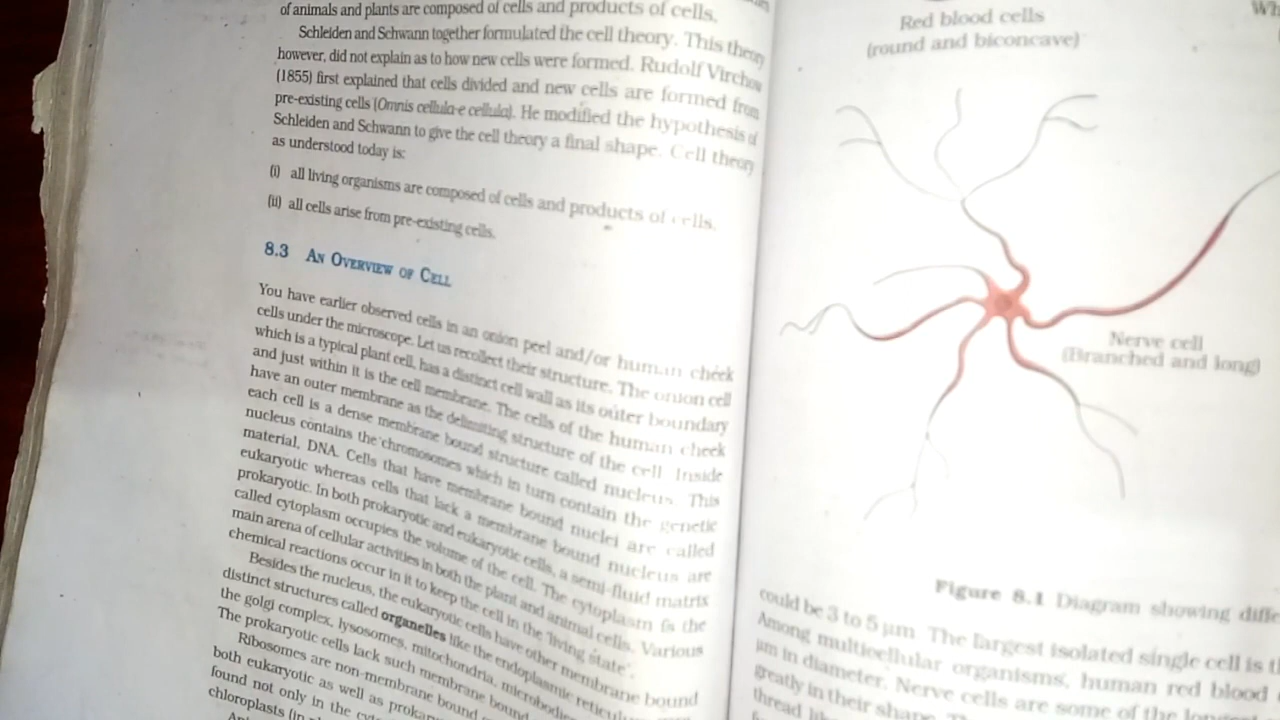 of animals and plants are composed of cells and products of cells.
Schleiden and Schwann together formulated the cell theory. This theory
however, did not explain as to how new cells were formed. Rudolf Virchow
(1855) first explained that cells divided and new cells are formed from
pre-existing cells (Omnis cellula-e cellula). He modified the hypothesis of
Schleiden and Schwann to give the cell theory a final shape. Cell theory
as understood today is:
(i) all living organisms are composed of cells and products of cells.
(ii) all cells arise from pre-existing cells.
8.3 AN OVERVIEW OF CELL
You have earlier observed cells in an onion peel and/or human cheek
cells under the microscope. Let us recollect their structure. The onion cell
which is a typical plant cell, has a distinct cell wall as its outer boundary
and just within it is the cell membrane. The cells of the human cheek
have an outer membrane as the delimiting structure of the cell. Inside
each cell is a dense membrane bound structure called nucleus. This
nucleus contains the chromosomes which in turn contain the genetic
material, DNA. Cells that have membrane bound nuclei are called
eukaryotic whereas cells that lack a membrane bound nucleus are
prokaryotic. In both prokaryotic and eukaryotic cells, a semi-fluid matrix
called cytoplasm occupies the volume of the cell. The cytoplasm is the
main arena of cellular activities in both the plant and animal cells. Various
chemical reactions occur in it to keep the cell in the 'living state'.
Besides the nucleus, the eukaryotic cells have other membrane bound
distinct structures called organelles like the endoplasmic
the golgi complex, lysosomes, mitochondria,
The prokaryotic cells lack such membrane bound
Ribosomes are non-membrane bound
both eukaryotic as well as
found not only in the
chloroplasts
Red blood cells
(round and biconcave)
Nerve cell
(Branched and long)
Figure 8.1 Diagram showing
could be 3 to 5 μm. The largest isolated single cell is
Among multicellular organisms, human red blood
μm in diameter. Nerve cells are some of the
greatly in their shape.
thread